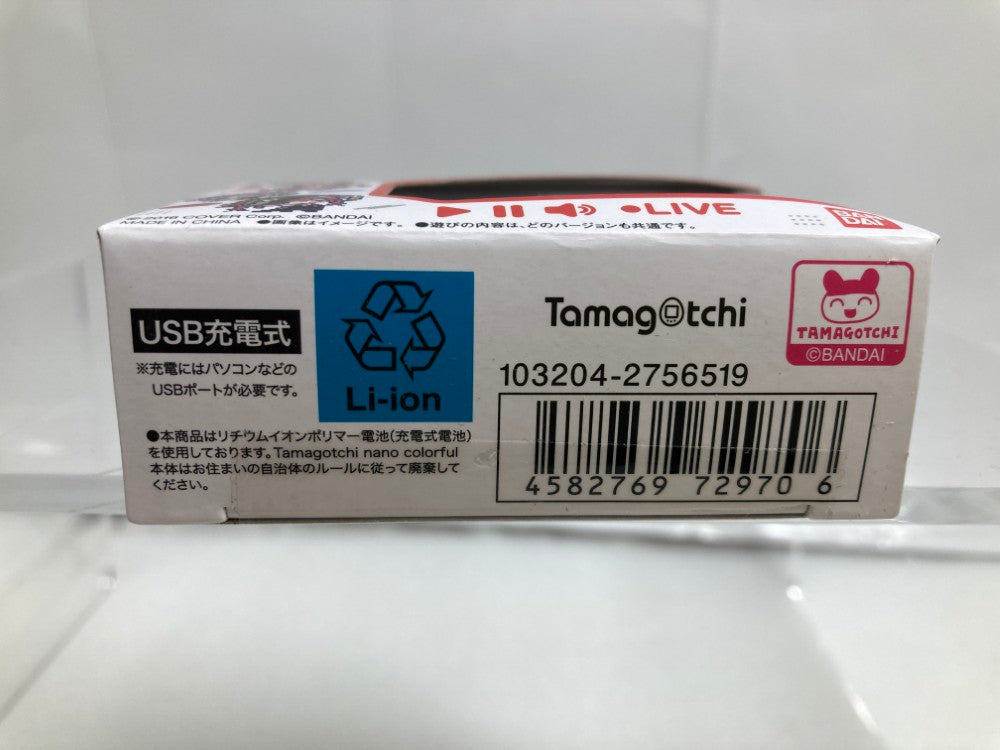 ©2016 COVER Corp. ©BANDAI
MADE IN CHINA ●画像はイメージです。 ●遊びの内容は、どのバージョンも共通です。
●LIVE
BAN
DAI
USB充電式
※充電にはパソコンなどの
USBポートが必要です。
Li-ion
●本商品はリチウムイオンポリマー電池(充電式電池)
を使用しております。Tamagotchi nano colorful
本体はお住まいの自治体のルールに従って廃棄して
ください。
Tamagotchi
103204-2756519
4582769 72970 6
TAMAGOTCHI
©BANDAI